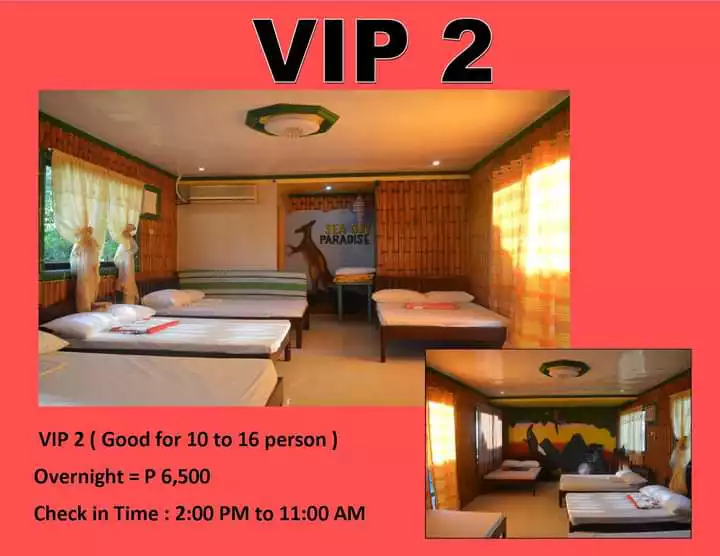 VIP 2
SEA OUT
PARADISE
VIP 2 ( Good for 10 to 16 person )
Overnight = P 6,500
Check in Time : 2:00 PM to 11:00 AM